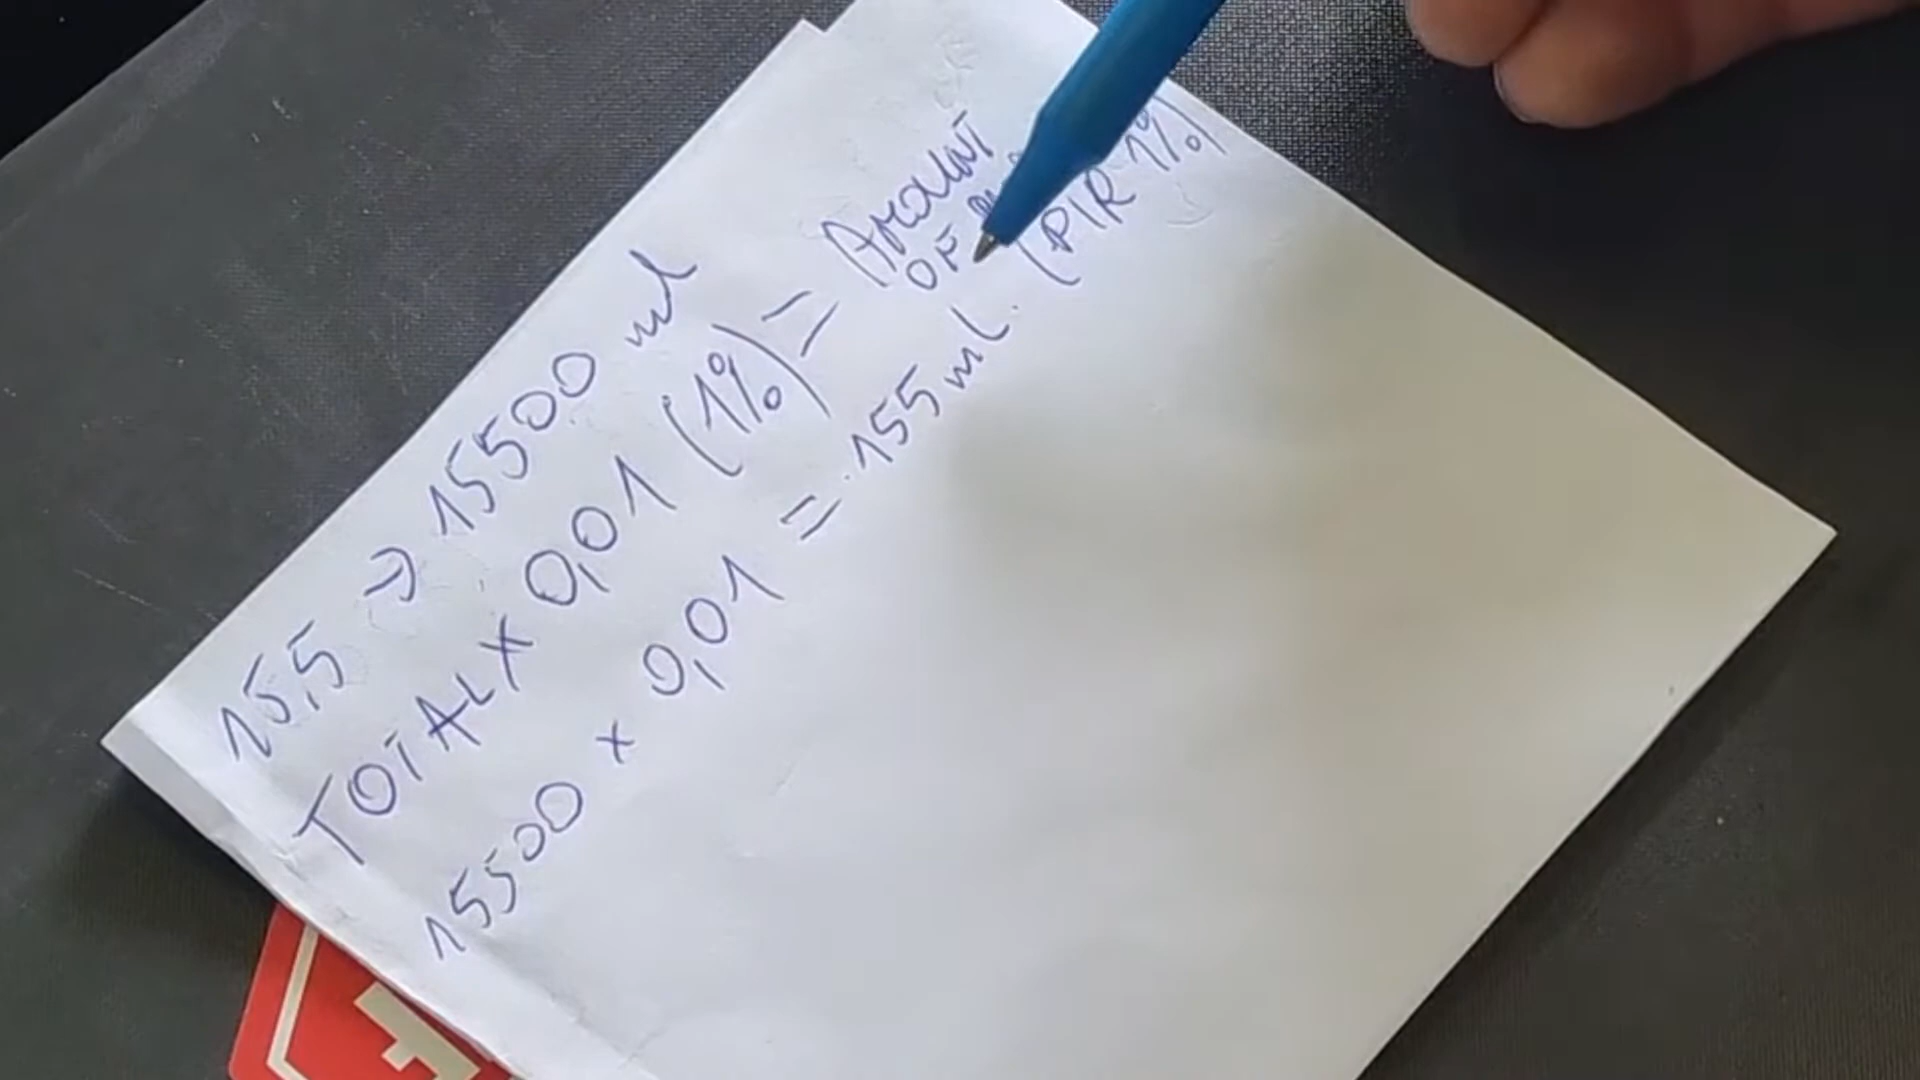 15,5 → 15500 ml
TOTAL x 0,01 (1%) = AMOUNT
OF (PIR 1%)
15500 x 0,01 = 155 ml.